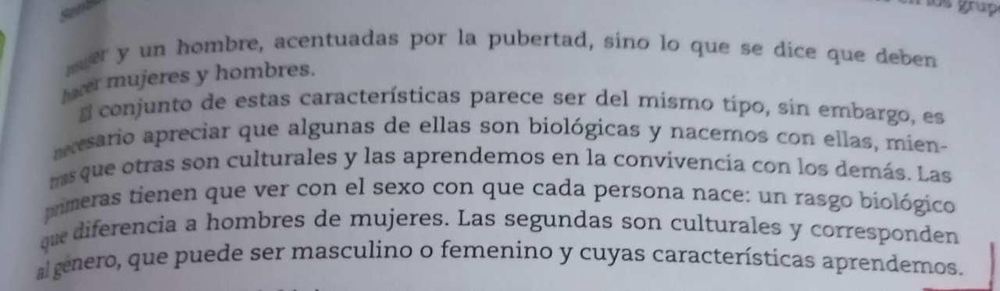 los grup
mujer y un hombre, acentuadas por la pubertad, sino lo que se dice que deben
hacer mujeres y hombres.
El conjunto de estas características parece ser del mismo tipo, sin embargo, es
necesario apreciar que algunas de ellas son biológicas y nacemos con ellas, mien-
tras que otras son culturales y las aprendemos en la convivencia con los demás. Las
primeras tienen que ver con el sexo con que cada persona nace: un rasgo biológico
que diferencia a hombres de mujeres. Las segundas son culturales y corresponden
al género, que puede ser masculino o femenino y cuyas características aprendemos.